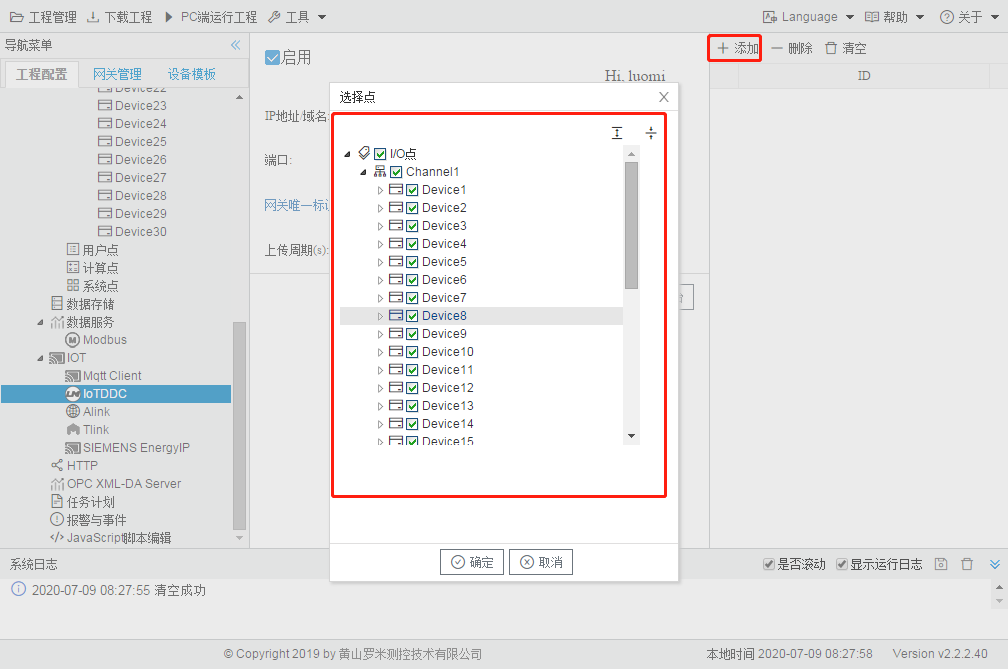 工程管理 下载工程 PC端运行工程 工具 Language 帮助 关于
导航菜单
工程配置 网关管理 设备模板
Device22
Device23
Device24
Device25
Device26
Device27
Device28
Device29
Device30
用户点
计算点
系统点
数据存储
数据服务
Modbus
IOT
Mqtt Client
IoTDDC
Alink
Tlink
SIEMENS EnergyIP
HTTP
OPC XML-DA Server
任务计划
报警与事件
JavaScript脚本编辑
启用
Hi, luomi
IP地址/域名:
端口:
网关唯一标
上传周期(s):
添加 删除 清空
ID
选择点
I/O点
Channel1
Device1
Device2
Device3
Device4
Device5
Device6
Device7
Device8
Device9
Device10
Device11
Device12
Device13
Device14
Device15
确定 取消
系统日志 是否滚动 显示运行日志
2020-07-09 08:27:55 清空成功
© Copyright 2019 by 黄山罗米测控技术有限公司 本地时间 2020-07-09 08:27:58 Version v2.2.2.40